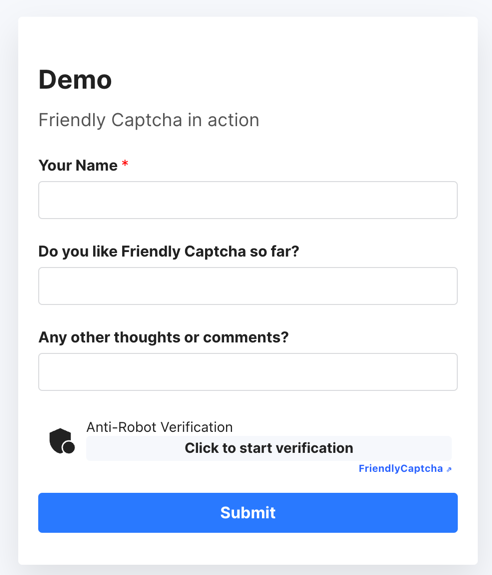 Demo
Friendly Captcha in action
Your Name *
Do you like Friendly Captcha so far?
Any other thoughts or comments?
Anti-Robot Verification
Click to start verification
FriendlyCaptcha ↗
Submit